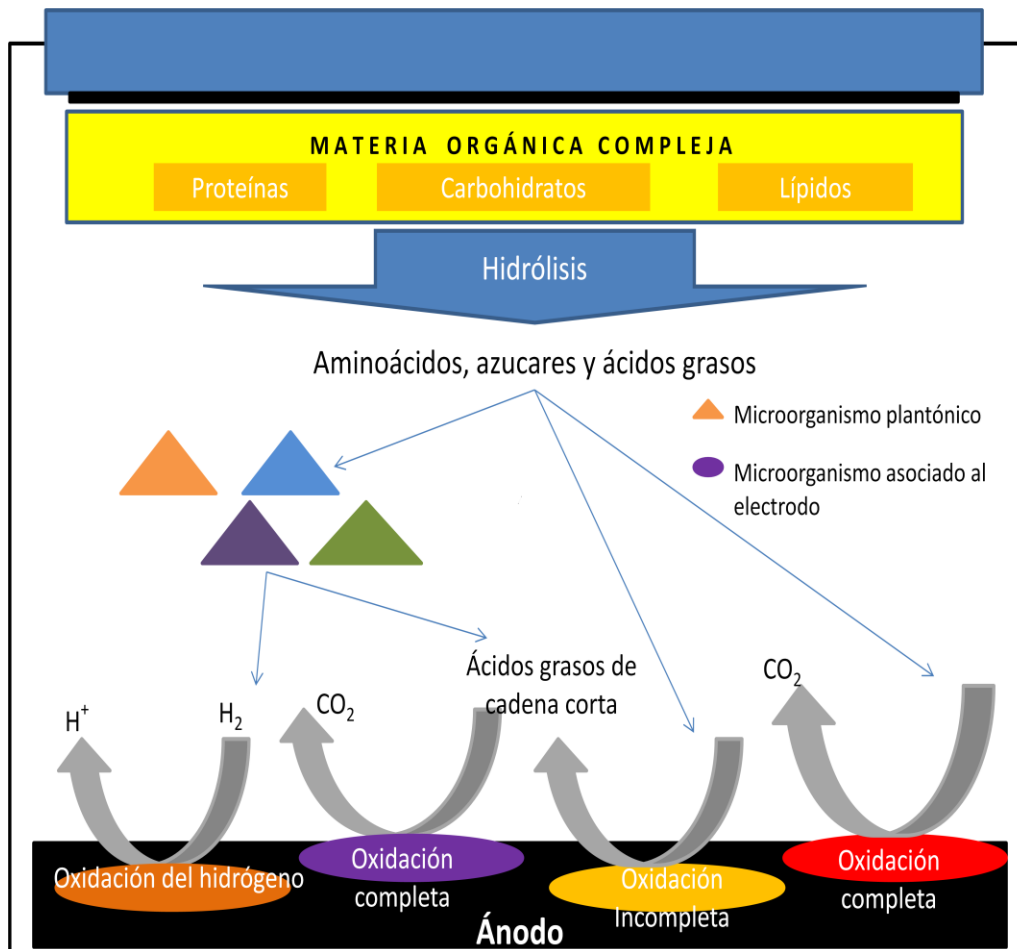 MATERIA ORGÁNICA COMPLEJA
Proteínas
Carbohidratos
Lípidos
Hidrólisis
Aminoácidos, azucares y ácidos grasos
Microorganismo plantónico
Microorganismo asociado al
electrodo
Ácidos grasos de
cadena corta
H⁺
H₂
CO₂
CO₂
Oxidación del hidrógeno
Oxidación
completa
Oxidación
Incompleta
Oxidación
completa
Ánodo